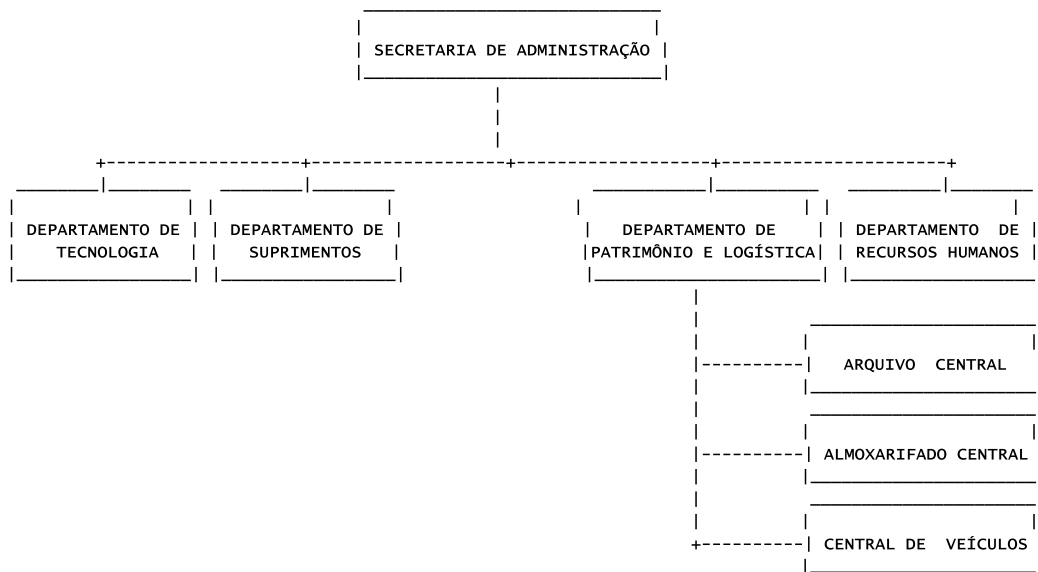 SECRETARIA DE ADMINISTRAÇÃO
DEPARTAMENTO DE
TECNOLOGIA
DEPARTAMENTO DE
SUPRIMENTOS
DEPARTAMENTO DE
PATRIMÔNIO E LOGÍSTICA
DEPARTAMENTO DE
RECURSOS HUMANOS
ARQUIVO CENTRAL
ALMOXARIFADO CENTRAL
CENTRAL DE VEÍCULOS